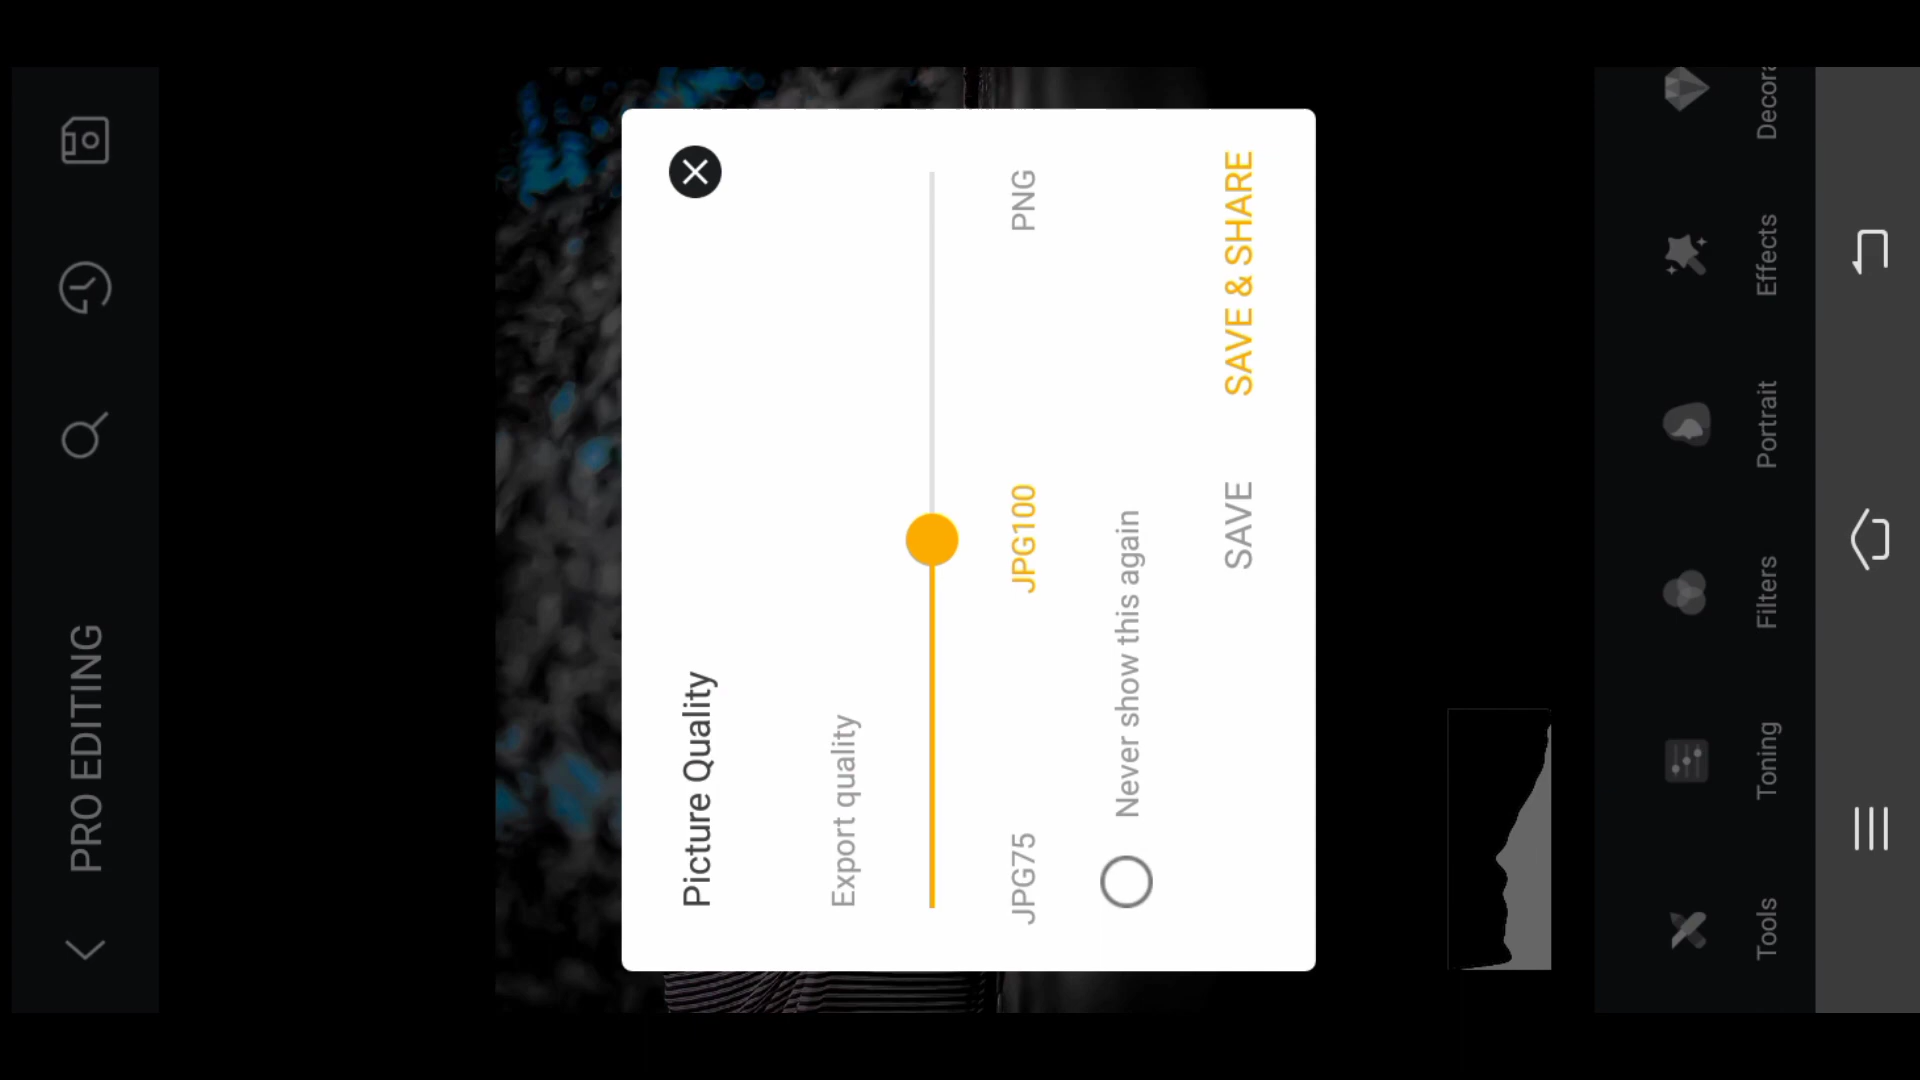 PRO EDITING
Picture Quality
Export quality
JPG75 JPG100 PNG
Never show this again
SAVE SAVE & SHARE
Tools Toning Filters Portrait Effects Decora